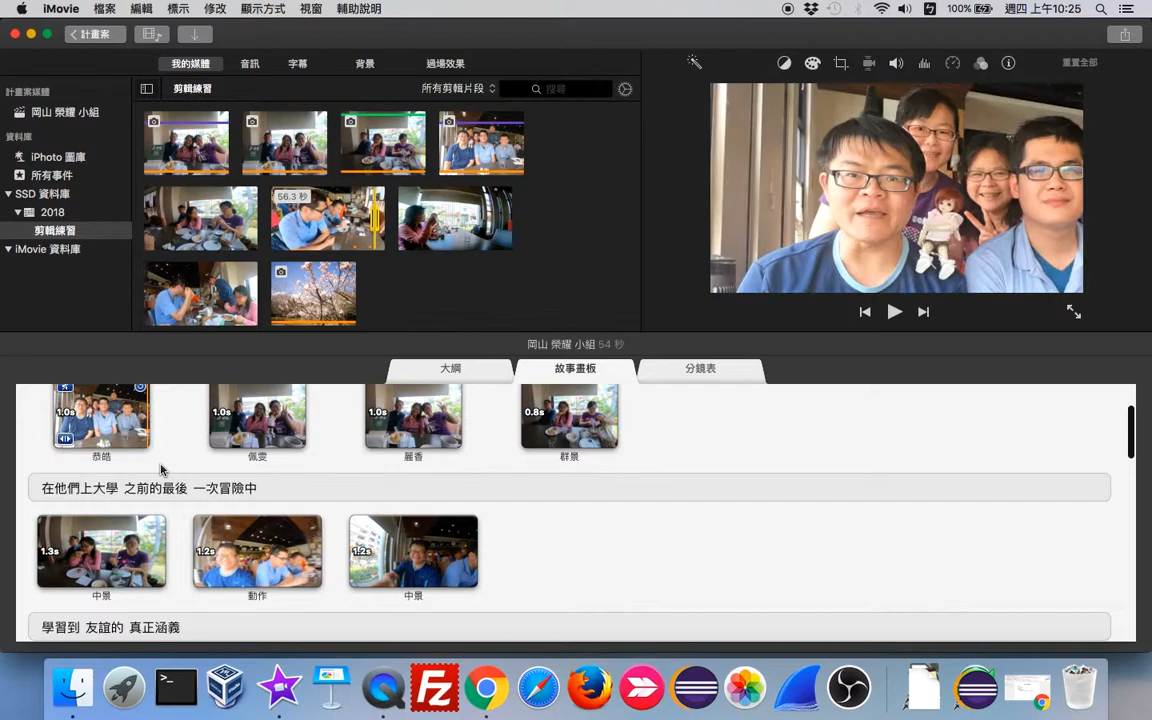 iMovie 檔案 編輯 標示 修改 顯示方式 視窗 輔助說明 100% 週四 上午10:25
計畫案
我的媒體 音訊 字幕 背景 過場效果 重置全部
計畫案媒體
岡山 榮耀 小組
資料庫
iPhoto 圖庫
所有事件
SSD 資料庫
2018
剪輯練習
iMovie 資料庫
剪輯練習 所有剪輯片段 搜尋
56.3 秒
岡山 榮耀 小組 54 秒
大綱 故事畫板 分鏡表
1.0s 1.0s 1.0s 0.8s
恭皓 佩雯 麗香 群景
在他們上大學 之前的最後 一次冒險中
1.3s 1.2s 1.2s
中景 動作 中景
學習到 友誼的 真正涵義